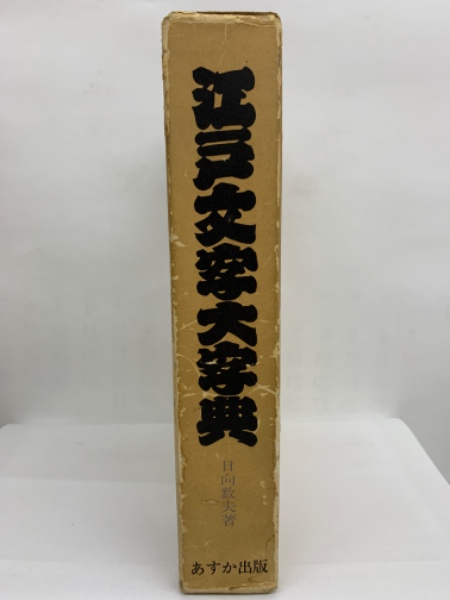 江戸文字大字典
日向数夫著
あすか出版